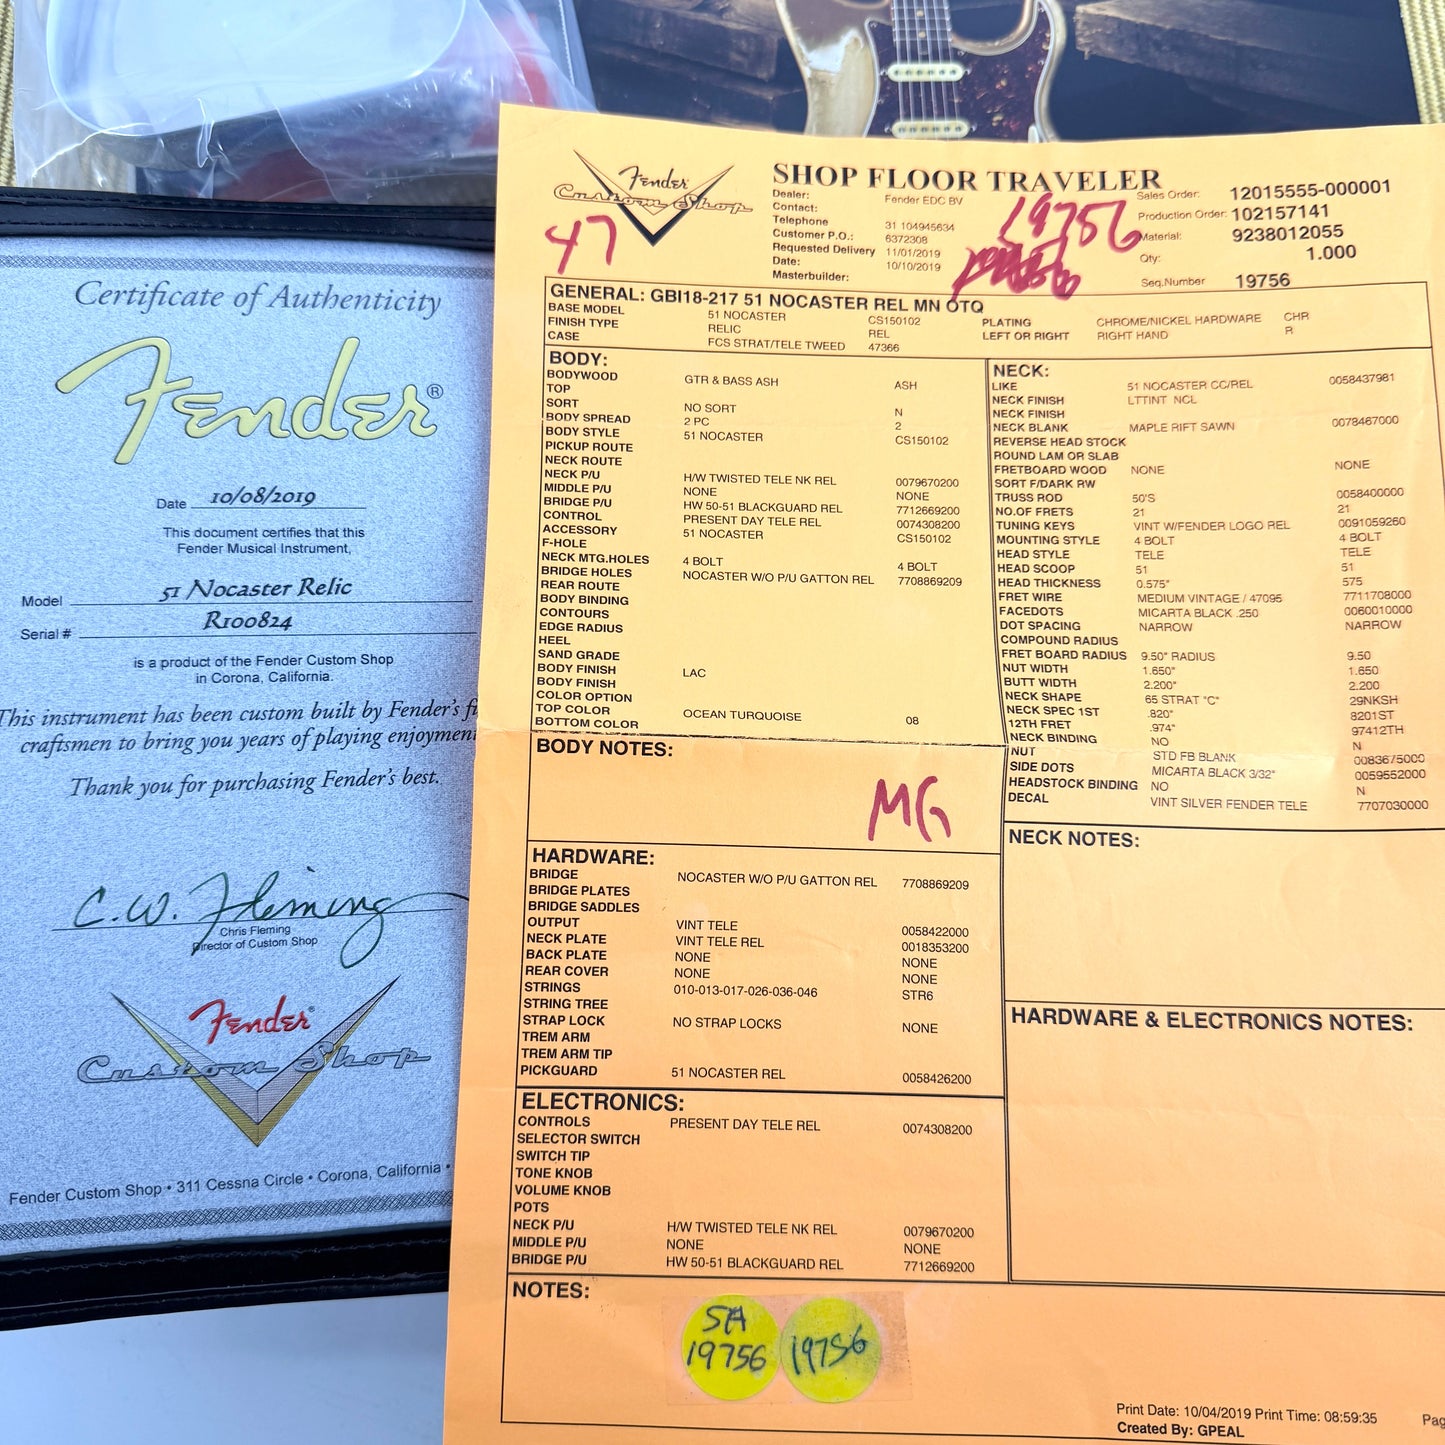 Certificate of Authenticity
Fender®
Date 10/08/2019
This document certifies that this
Fender Musical Instrument,
Model 51 Nocaster Relic
Serial # R100824
is a product of the Fender Custom Shop
in Corona, California.
This instrument has been custom built by Fender's
craftsmen to bring you years of playing
Thank you for purchasing Fender's best.
C.W. Fleming
Chris Fleming
Director of Custom Shop
Fender®
Custom Shop
Fender Custom Shop • 311 Cessna Circle • Corona, California •
Fender
Custom Shop
47
SHOP FLOOR TRAVELER
19756
Dealer: Fender EDC BV
Contact:
Telephone 31 104945634
Customer P.O.: 6372308
Requested Delivery 11/01/2019
Date: 10/10/2019
Masterbuilder:
Sales Order: 12015555-000001
Production Order: 102157141
Material: 9238012055
Qty: 1.000
Seq.Number 19756
GENERAL: GBI18-217 51 NOCASTER REL MN OTQ
BASE MODEL 51 NOCASTER CS150102
FINISH TYPE RELIC REL
CASE FCS STRAT/TELE TWEED 47366
PLATING CHROME/NICKEL HARDWARE CHR
LEFT OR RIGHT RIGHT HAND R
BODY:
BODYWOOD GTR & BASS ASH ASH
TOP
SORT NO SORT N
BODY SPREAD 2 PC 2
BODY STYLE 51 NOCASTER CS150102
PICKUP ROUTE
NECK ROUTE
NECK P/U H/W TWISTED TELE NK REL 0079670200
MIDDLE P/U NONE NONE
BRIDGE P/U HW 50-51 BLACKGUARD REL 7712669200
CONTROL PRESENT DAY TELE REL 0074308200
ACCESSORY 51 NOCASTER CS150102
F-HOLE
NECK MTG.HOLES 4 BOLT 4 BOLT
BRIDGE HOLES NOCASTER W/O P/U GATTON REL 7708869209
REAR ROUTE
BODY BINDING
CONTOURS
EDGE RADIUS
HEEL
SAND GRADE
BODY FINISH LAC
BODY FINISH
COLOR OPTION
TOP COLOR OCEAN TURQUOISE 08
BOTTOM COLOR
NECK:
LIKE 51 NOCASTER CC/REL 0058437981
NECK FINISH LTTINT NCL
NECK FINISH
NECK BLANK MAPLE RIFT SAWN 0078467000
REVERSE HEAD STOCK
ROUND LAM OR SLAB
FRETBOARD WOOD NONE NONE
SORT F/DARK RW
TRUSS ROD 50'S 0058400000
NO.OF FRETS 21 21
TUNING KEYS VINT W/FENDER LOGO REL 0091059260
MOUNTING STYLE 4 BOLT 4 BOLT
HEAD STYLE TELE TELE
HEAD SCOOP 51 51
HEAD THICKNESS 0.575" 575
FRET WIRE MEDIUM VINTAGE / 47095 7711708000
FACEDOTS MICARTA BLACK .250 0060010000
DOT SPACING NARROW NARROW
COMPOUND RADIUS
FRET BOARD RADIUS 9.50" RADIUS 9.50
NUT WIDTH 1.650" 1.650
BUTT WIDTH 2.200" 2.200
NECK SHAPE 65 STRAT "C" 29NKSH
NECK SPEC 1ST .820" 8201ST
12TH FRET .974" 97412TH
NECK BINDING NO N
NUT STD FB BLANK 0083675000
SIDE DOTS MICARTA BLACK 3/32" 0059552000
HEADSTOCK BINDING NO N
DECAL VINT SILVER FENDER TELE 7707030000
BODY NOTES:
MG
NECK NOTES:
HARDWARE:
BRIDGE NOCASTER W/O P/U GATTON REL 7708869209
BRIDGE PLATES
BRIDGE SADDLES
OUTPUT VINT TELE 0058422000
NECK PLATE VINT TELE REL 0018353200
BACK PLATE NONE NONE
REAR COVER NONE NONE
STRINGS 010-013-017-026-036-046 STR6
STRING TREE
STRAP LOCK NO STRAP LOCKS NONE
TREM ARM
TREM ARM TIP
PICKGUARD 51 NOCASTER REL 0058426200
HARDWARE & ELECTRONICS NOTES:
ELECTRONICS:
CONTROLS PRESENT DAY TELE REL 0074308200
SELECTOR SWITCH
SWITCH TIP
TONE KNOB
VOLUME KNOB
POTS
NECK P/U H/W TWISTED TELE NK REL 0079670200
MIDDLE P/U NONE NONE
BRIDGE P/U HW 50-51 BLACKGUARD REL 7712669200
NOTES:
5A
19756
19756
Print Date: 10/04/2019 Print Time: 08:59:35
Created By: GPEAL